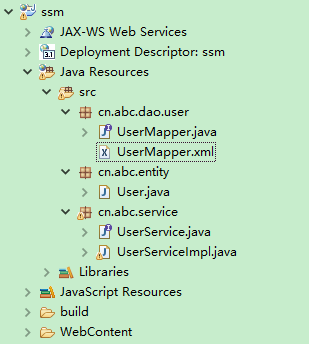 ssm
JAX-WS Web Services
Deployment Descriptor: ssm
Java Resources
src
cn.abc.dao.user
UserMapper.java
UserMapper.xml
cn.abc.entity
User.java
cn.abc.service
UserService.java
UserServiceImpl.java
Libraries
JavaScript Resources
build
WebContent